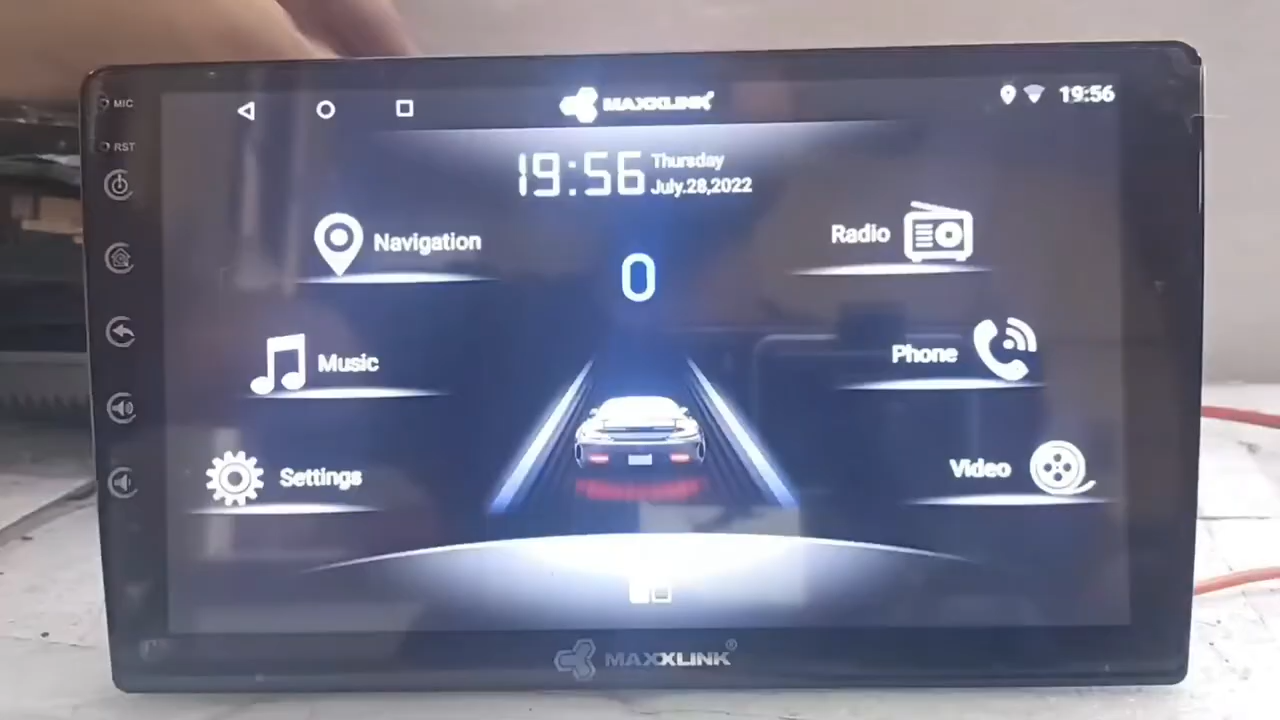 MIC
MAXXLINK
19:56
RST
19:56
Thursday
July.28,2022
Navigation
Radio
0
Music
Phone
Settings
Video
MAXXLINK®